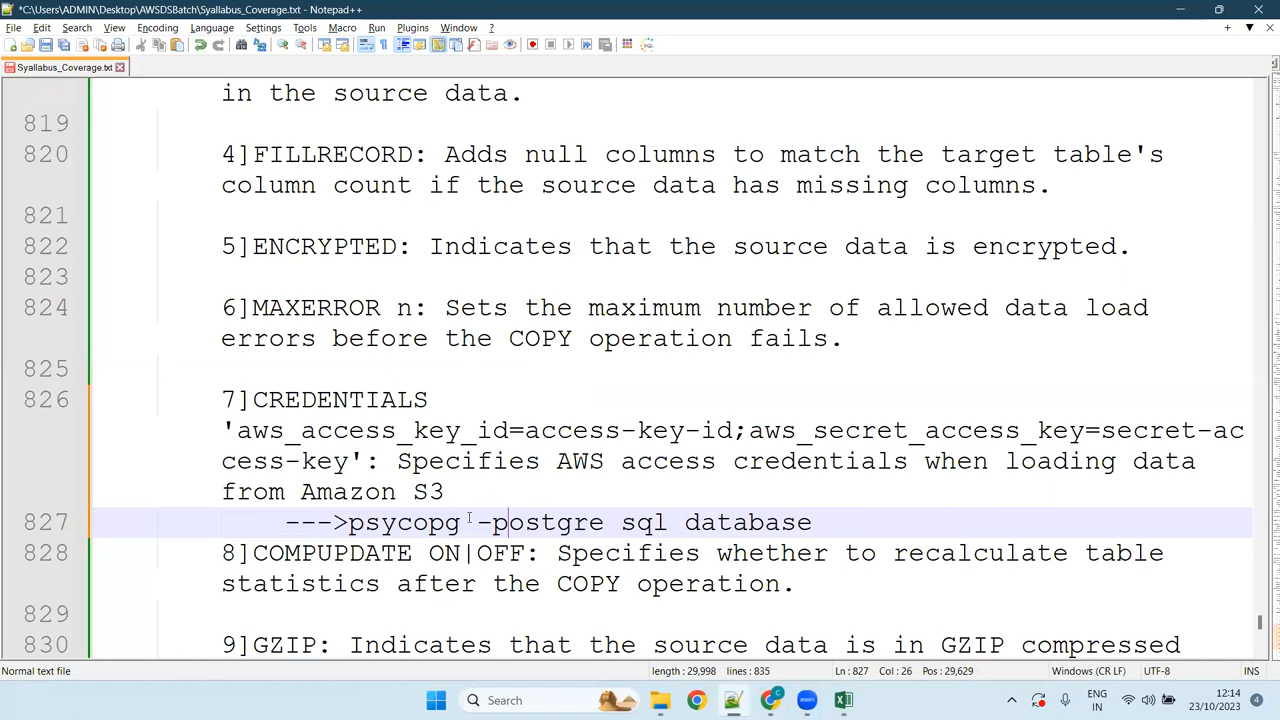 *C:\Users\ADMIN\Desktop\AWSDSBatch\Syallabus_Coverage.txt - Notepad++
File Edit Search View Encoding Language Settings Tools Macro Run Plugins Window ?
Syallabus_Coverage.txt
in the source data.
819
820 4]FILLRECORD: Adds null columns to match the target table's
column count if the source data has missing columns.
821
822 5]ENCRYPTED: Indicates that the source data is encrypted.
823
824 6]MAXERROR n: Sets the maximum number of allowed data load
errors before the COPY operation fails.
825
826 7]CREDENTIALS
'aws_access_key_id=access-key-id;aws_secret_access_key=secret-ac
cess-key': Specifies AWS access credentials when loading data
from Amazon S3
827 --->psycopg -postgre sql database
828 8]COMPUPDATE ON|OFF: Specifies whether to recalculate table
statistics after the COPY operation.
829
830 9]GZIP: Indicates that the source data is in GZIP compressed
Normal text file length : 29,998 lines : 835 Ln : 827 Col : 26 Pos : 29,629 Windows (CR LF) UTF-8 INS
Search
ENG
IN
12:14
23/10/2023
4